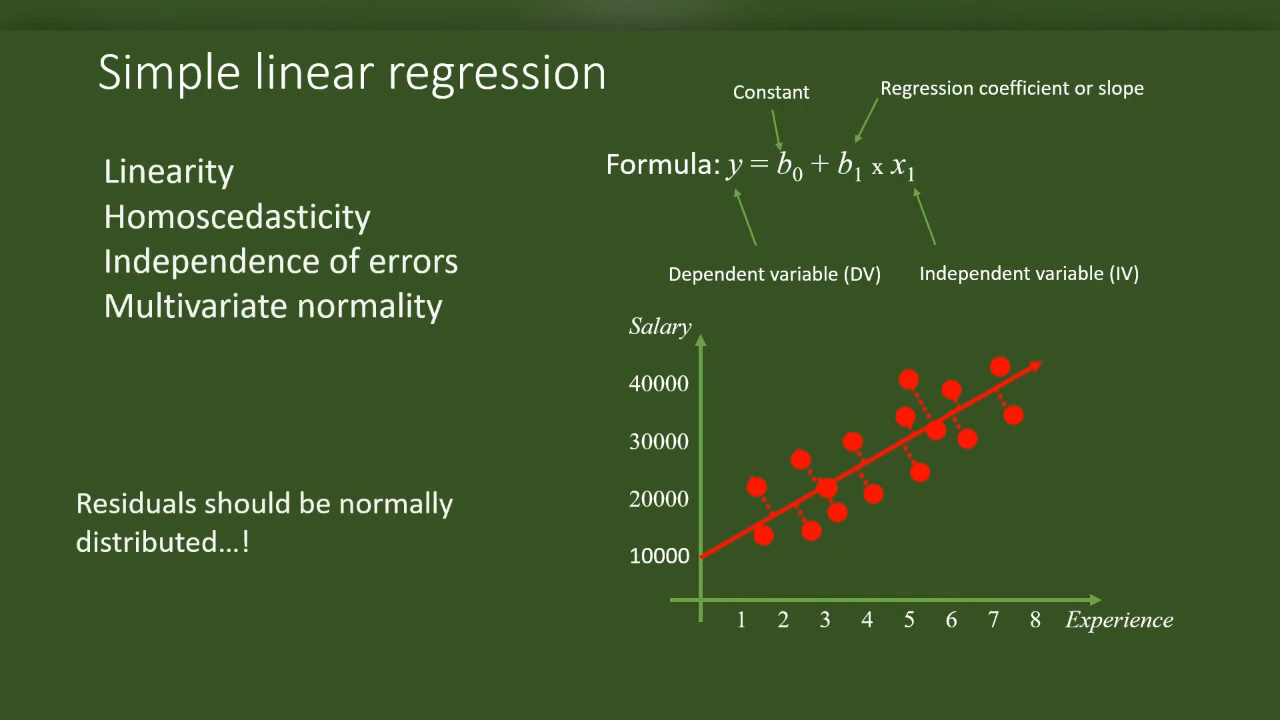 Simple linear regression
Linearity
Homoscedasticity
Independence of errors
Multivariate normality
Residuals should be normally
distributed...!
Constant
Regression coefficient or slope
Formula: y = b₀ + b₁ x x₁
Dependent variable (DV)
Independent variable (IV)
Salary
40000
30000
20000
10000
1 2 3 4 5 6 7 8 Experience